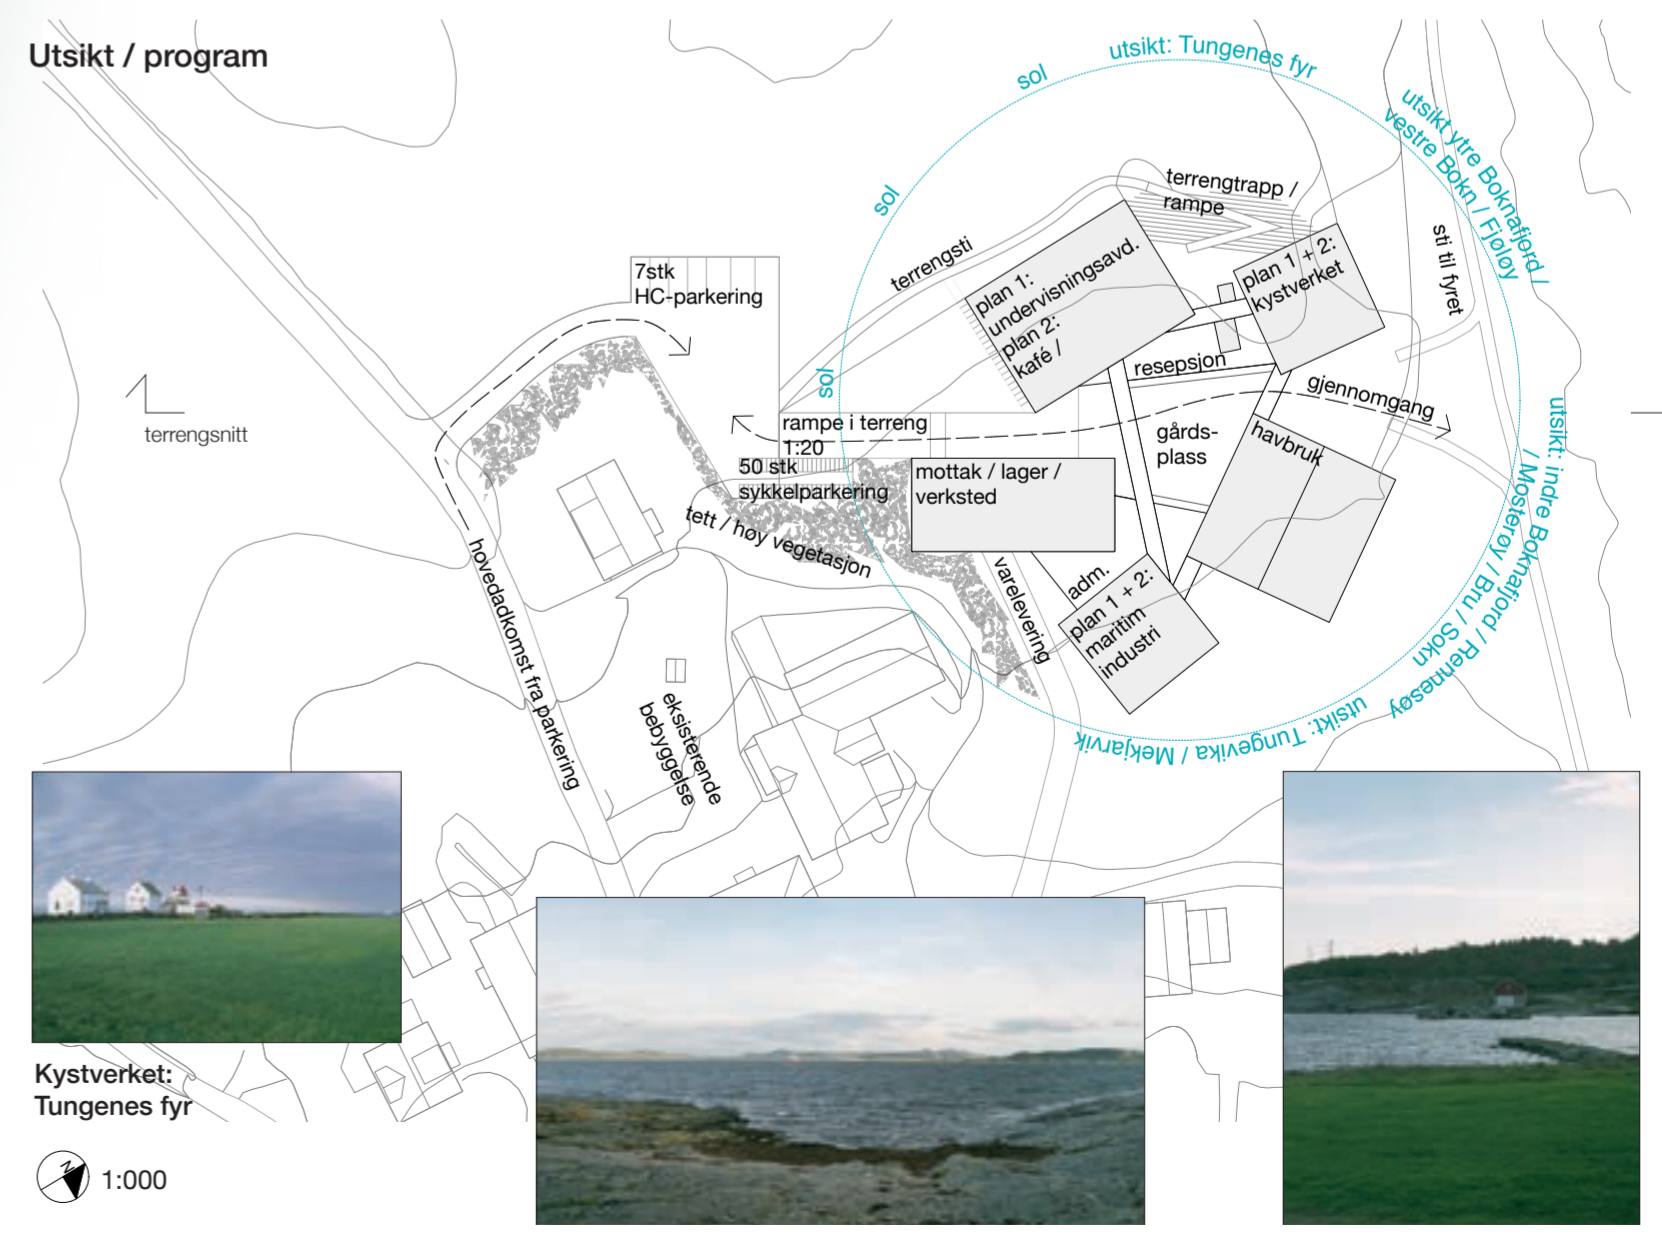 Utsikt / program
utsikt: Tungenes fyr
sol
sol
sol
utsikt ytre Boknafjord /
vestre Bokn / Fjøløy
terrengtrapp /
rampe
sti til fyret
terrengsti
7stk
HC-parkering
plan 1:
undervisningsavd.
plan 2:
kafé /
plan 1 + 2:
kystverket
resepsjon
gjennomgang
terrengsnitt
rampe i terreng
1:20
50 stk
sykkelparkering
mottak / lager /
verksted
gårds-
plass
havbruk
utsikt: indre Boknafjord / Rennesøy
/ Mosterøy / Bru / Sokn
tett / høy vegetasjon
hovedadkomst fra parkering
varelevering
adm.
plan 1 + 2:
maritim
industri
eksisterende
bebyggelse
utsikt: Tungevika / Mekjarvik
Kystverket:
Tungenes fyr
N
1:000